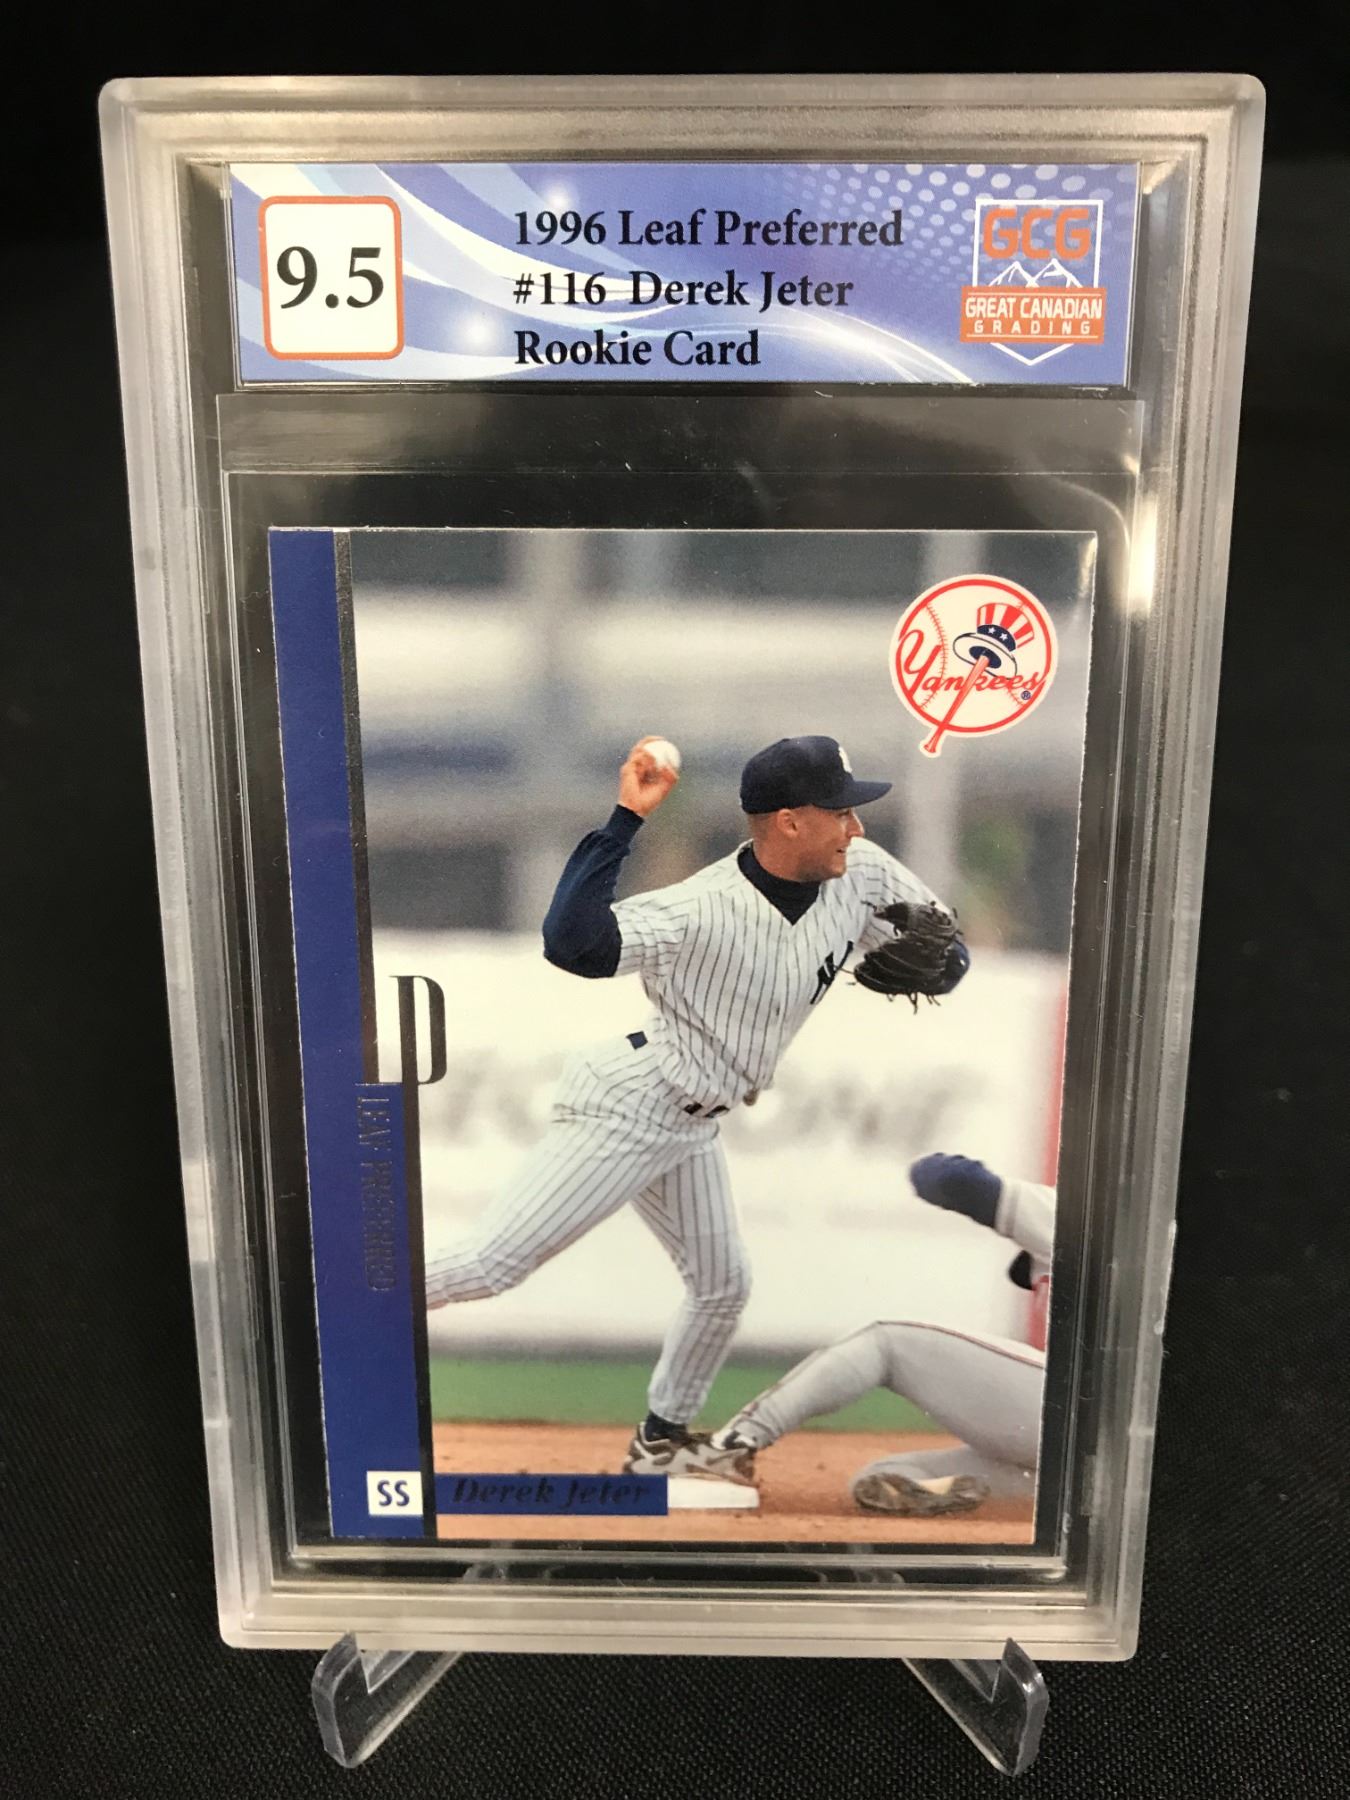 9.5
1996 Leaf Preferred
#116 Derek Jeter
Rookie Card
GCG
GREAT CANADIAN
GRADING
Yankees®
LEAF PREFERRED
SS
Derek Jeter